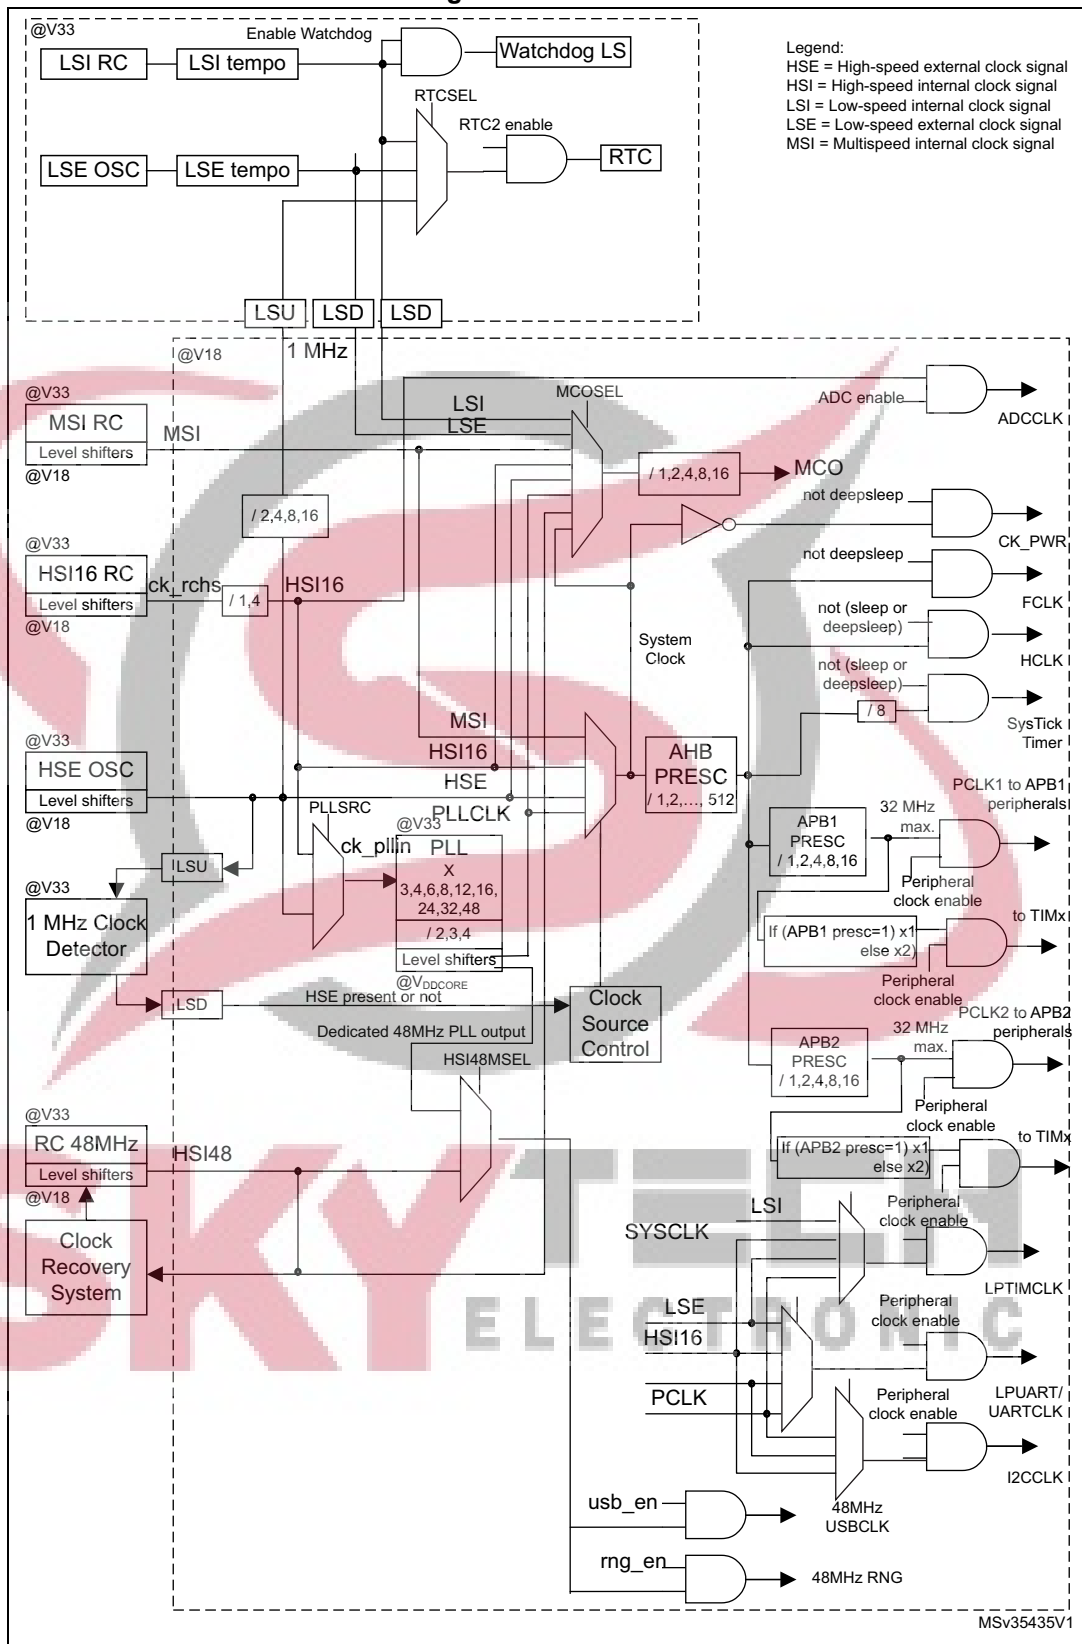 @V33
Enable Watchdog
LSI RC
LSI tempo
Watchdog LS
Legend:
HSE = High-speed external clock signal
HSI = High-speed internal clock signal
LSI = Low-speed internal clock signal
LSE = Low-speed external clock signal
MSI = Multispeed internal clock signal
RTCSEL
RTC2 enable
LSE OSC
LSE tempo
RTC
LSU
LSD
LSD
@V18
1 MHz
@V33
MSI RC
Level shifters
@V18
MSI
LSI
LSE
MCOSEL
ADC enable
ADCCLK
/ 1,2,4,8,16
MCO
/ 2,4,8,16
not deepsleep
CK_PWR
@V33
HSI16 RC
Level shifters
@V18
ck_rchs
/ 1,4
HSI16
not deepsleep
FCLK
not (sleep or
deepsleep)
HCLK
System
Clock
not (sleep or
deepsleep)
/ 8
SysTick
Timer
@V33
HSE OSC
Level shifters
@V18
MSI
HSI16
HSE
PLLCLK
AHB
PRESC
/ 1,2,..., 512
PCLK1 to APB1
peripherals
32 MHz
max.
APB1
PRESC
/ 1,2,4,8,16
Peripheral
clock enable
PLLSRC
ck_pllin
@V33
PLL
X
3,4,6,8,12,16,
24,32,48
/ 2,3,4
Level shifters
@VDDCORE
LSU
@V33
1 MHz Clock
Detector
LSD
HSE present or not
Clock
Source
Control
to TIMx
If (APB1 presc=1) x1
else x2)
Peripheral
clock enable
PCLK2 to APB2
peripherals
32 MHz
max.
APB2
PRESC
/ 1,2,4,8,16
Peripheral
clock enable
Dedicated 48MHz PLL output
HSI48MSEL
to TIMx
If (APB2 presc=1) x1
else x2)
Peripheral
clock enable
@V33
RC 48MHz
Level shifters
@V18
HSI48
Clock
Recovery
System
LSI
SYSCLK
LPTIMCLK
LSE
HSI16
Peripheral
clock enable
PCLK
LPUART/
UARTCLK
Peripheral
clock enable
I2CCLK
usb_en
48MHz
USBCLK
rng_en
48MHz RNG
MSv35435V1
SKY TECH
ELECTRONIC